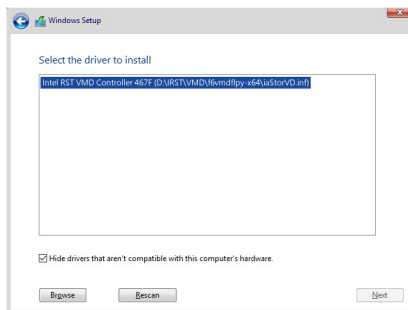 Windows Setup
Select the driver to install
Intel RST VMD Controller 467F (D:\IRST\VMD\f6vmdflpy-x64\iaStorVD.inf)
Hide drivers that aren't compatible with this computer's hardware.
Browse
Rescan
Next